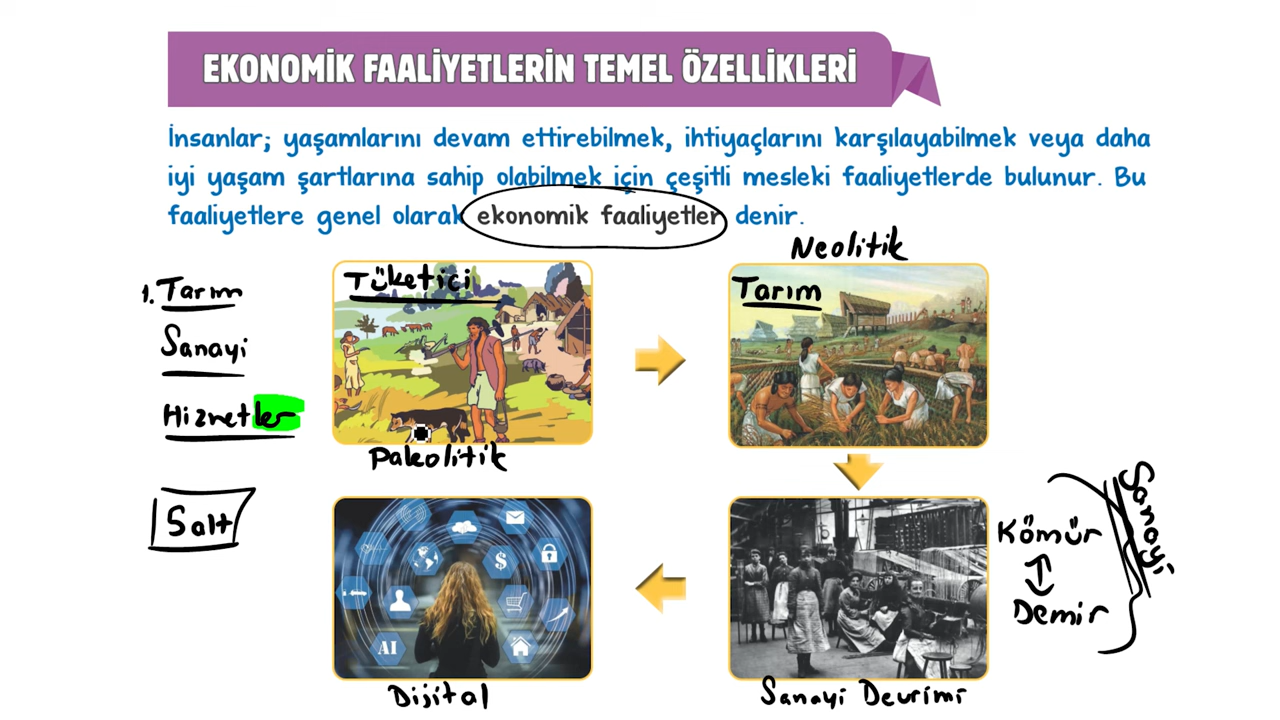 EKONOMİK FAALİYETLERİN TEMEL ÖZELLİKLERİ
İnsanlar; yaşamlarını devam ettirebilmek, ihtiyaçlarını karşılayabilmek veya daha
iyi yaşam şartlarına sahip olabilmek için çeşitli mesleki faaliyetlerde bulunur. Bu
faaliyetlere genel olarak ekonomik faaliyetler denir.
1. Tarım
Sanayi
Hizmetler
Salt
Tüketici
Paleolitik
Neolitik
Tarım
Kömür
Demir
Sanayi
Sanayi Devrimi
AI
$
Dijital